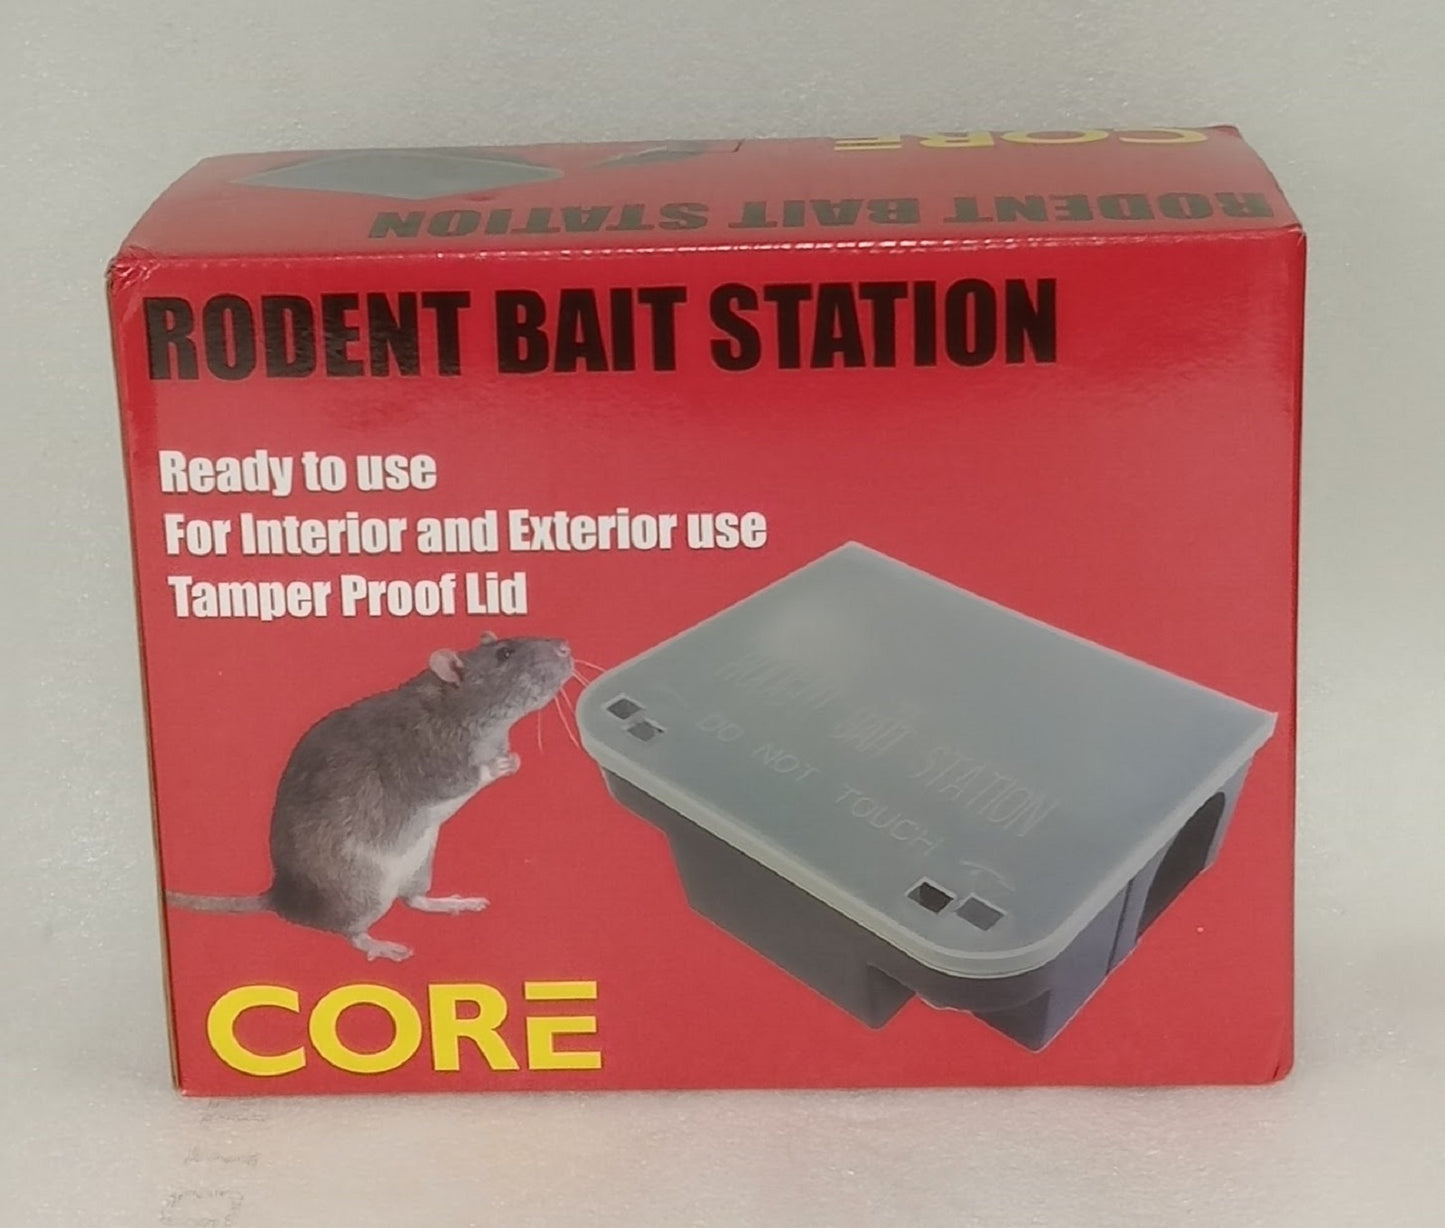 CORE
RODENT BAIT STATION
RODENT BAIT STATION
Ready to use
For Interior and Exterior use
Tamper Proof Lid
RODENT BAIT STATION
DO NOT TOUCH
CORE